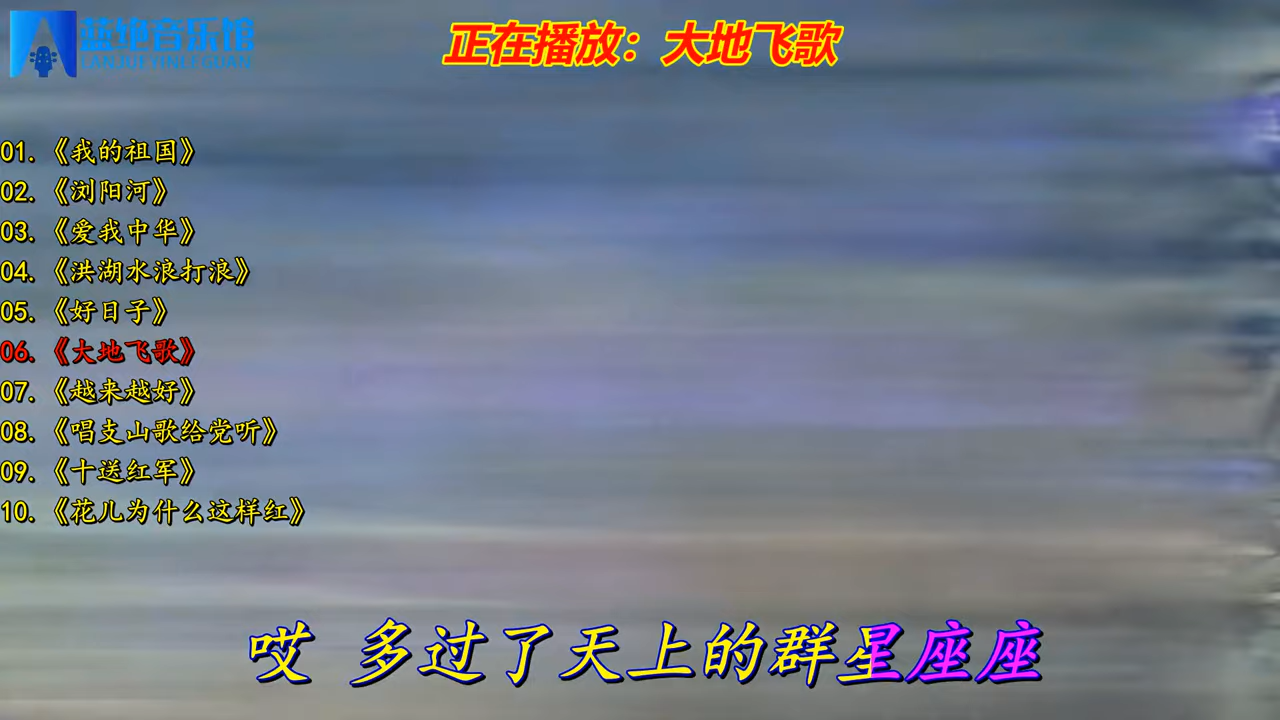 蓝绝音乐馆
LANJUEYINLEGUAN
正在播放：大地飞歌
01.《我的祖国》
02.《浏阳河》
03.《爱我中华》
04.《洪湖水浪打浪》
05.《好日子》
06.《大地飞歌》
07.《越来越好》
08.《唱支山歌给党听》
09.《十送红军》
10.《花儿为什么这样红》
哎 多过了天上的群星座座